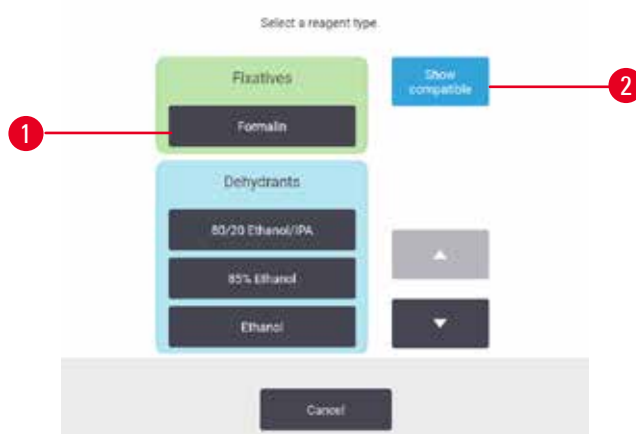 Select a reagent type
Fixatives
Show
compatible
2
1
Formalin
Dehydrants
80/20 Ethanol/IPA
85% Ethanol
Ethanol
Cancel